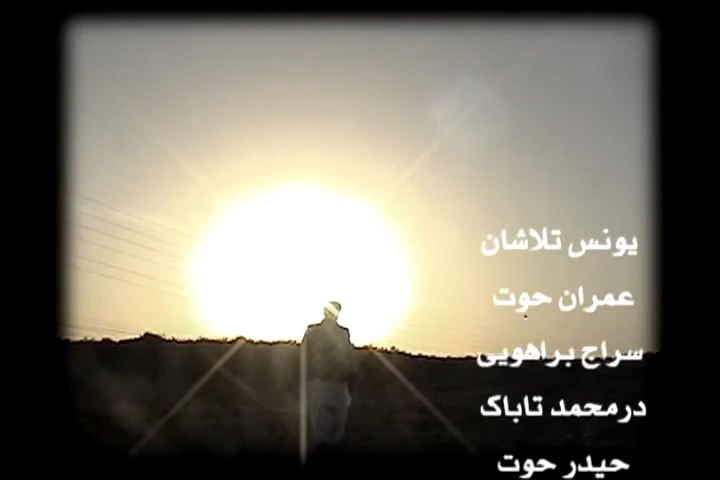 یونس تلاشان
عمران حوت
سراج براهویی
درمحمد تاباک
حیدر حوت